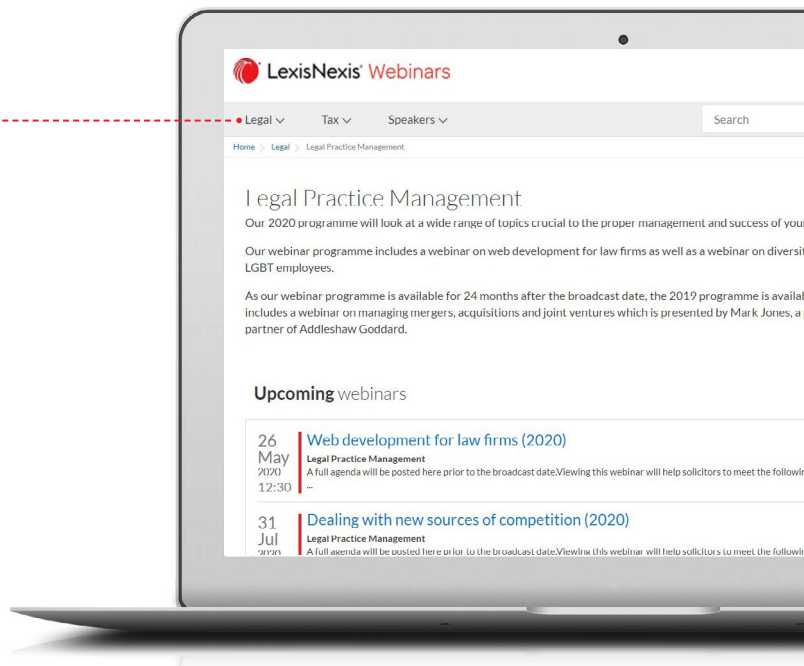 LexisNexis® Webinars
Legal Tax Speakers
Search
Home > Legal > Legal Practice Management
Legal Practice Management
Our 2020 programme will look at a wide range of topics crucial to the proper management and success of your
Our webinar programme includes a webinar on web development for law firms as well as a webinar on
LGBT employees.
As our webinar programme is available for 24 months after the broadcast date, the 2019 programme is
includes a webinar on managing mergers, acquisitions and joint ventures which is presented by Mark Jones, a
partner of Addleshaw Goddard.
Upcoming webinars
26
May
2020
12:30
Web development for law firms (2020)
Legal Practice Management
A full agenda will be posted here prior to the broadcast date.Viewing this webinar will help solicitors to meet the
...
31
Jul
2020
Dealing with new sources of competition (2020)
Legal Practice Management
A full agenda will be posted here prior to the broadcast date.Viewing this webinar will help solicitors to meet the